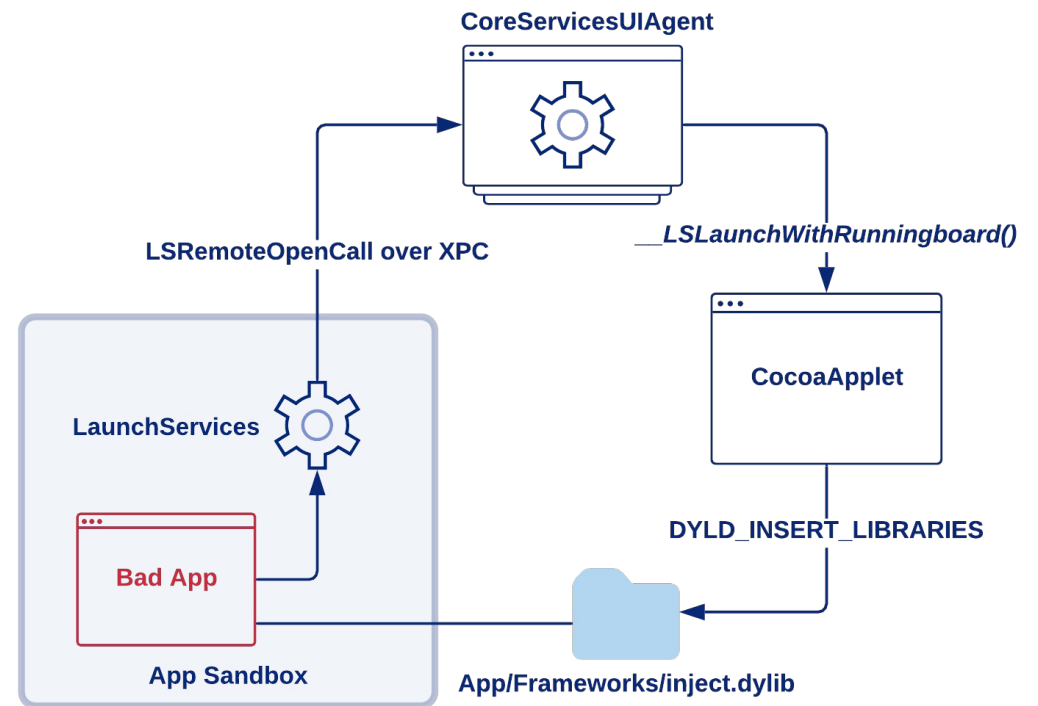 CoreServicesUIAgent
LSRemoteOpenCall over XPC
__LSLaunchWithRunningboard()
CocoaApplet
LaunchServices
DYLD_INSERT_LIBRARIES
Bad App
App Sandbox
App/Frameworks/inject.dylib